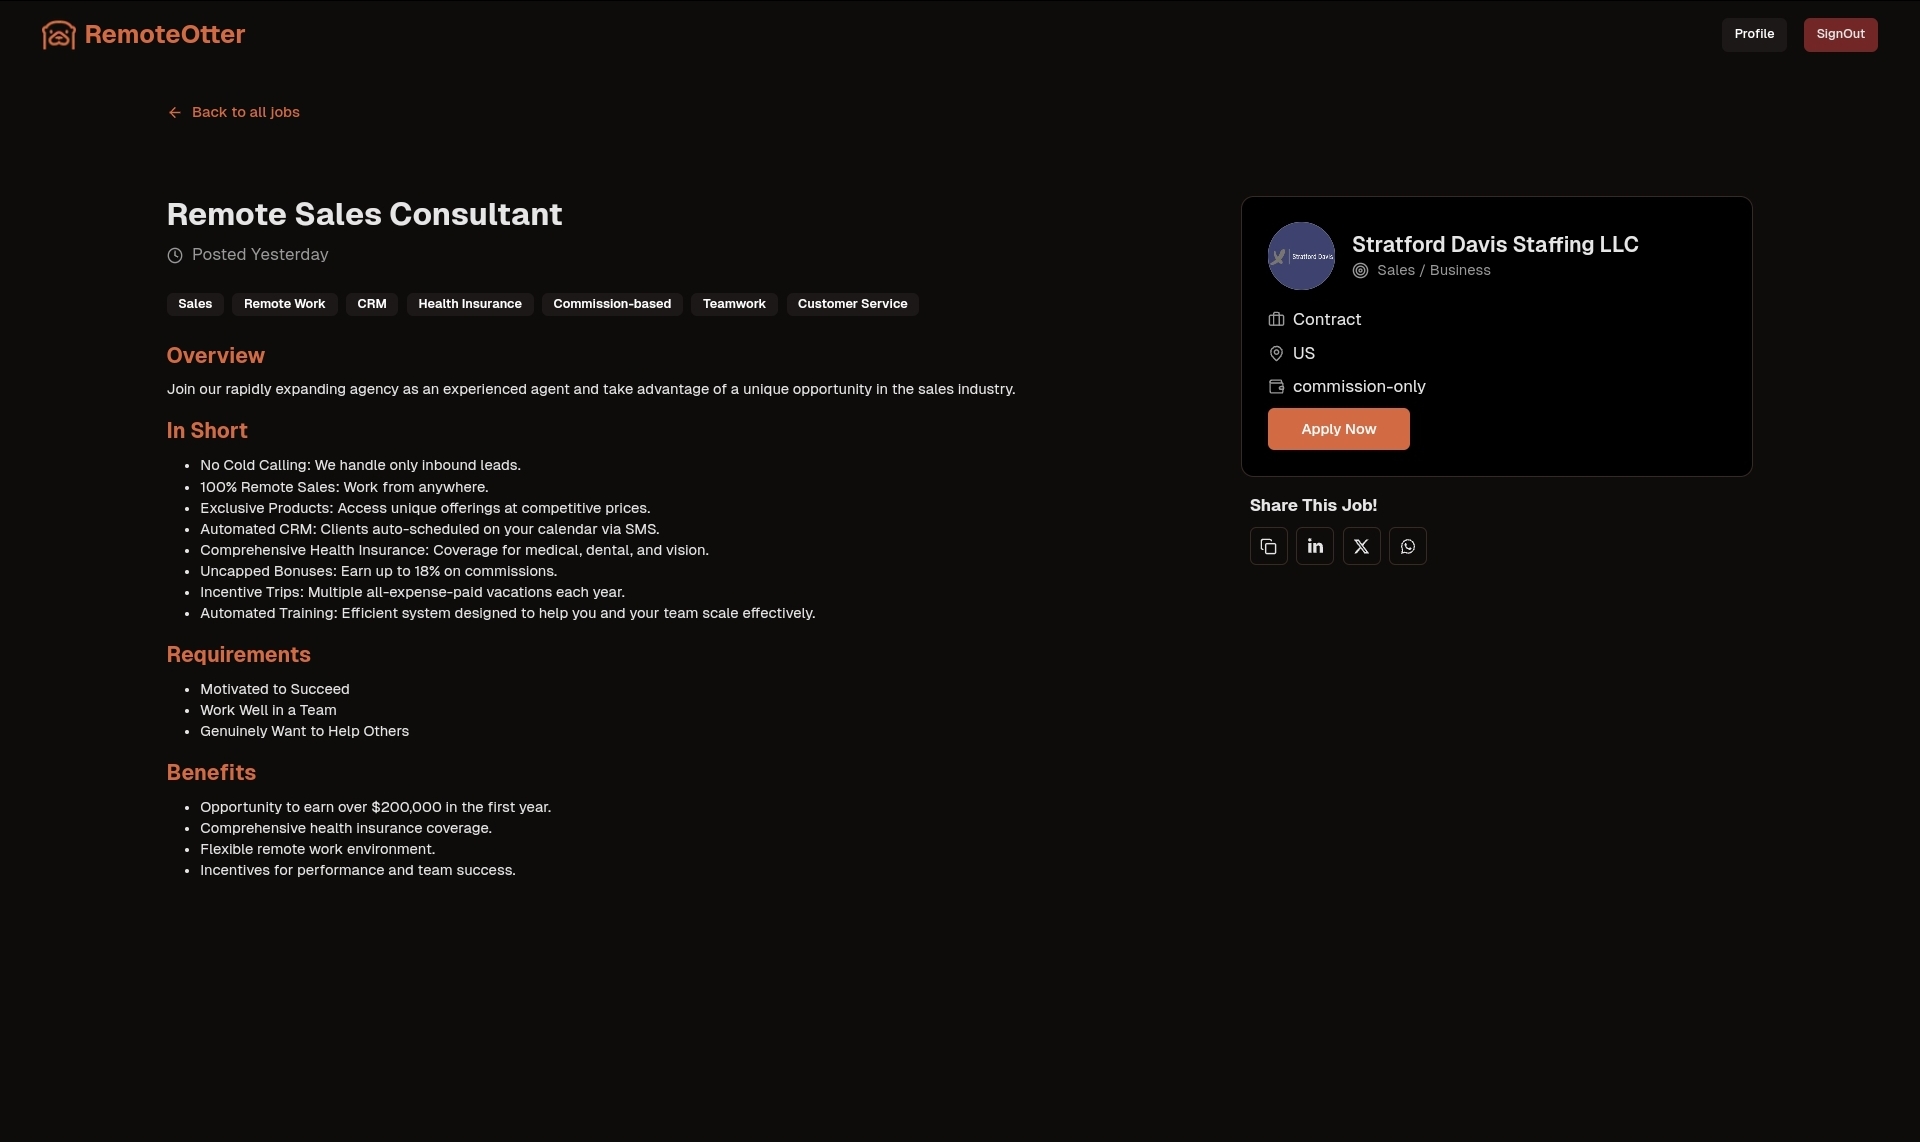 RemoteOtter
Profile
SignOut
Back to all jobs
Remote Sales Consultant
Posted Yesterday
Sales
Remote Work
CRM
Health Insurance
Commission-based
Teamwork
Customer Service
Overview
Join our rapidly expanding agency as an experienced agent and take advantage of a unique opportunity in the sales industry.
In Short
No Cold Calling: We handle only inbound leads.
100% Remote Sales: Work from anywhere.
Exclusive Products: Access unique offerings at competitive prices.
Automated CRM: Clients auto-scheduled on your calendar via SMS.
Comprehensive Health Insurance: Coverage for medical, dental, and vision.
Uncapped Bonuses: Earn up to 18% on commissions.
Incentive Trips: Multiple all-expense-paid vacations each year.
Automated Training: Efficient system designed to help you and your team scale effectively.
Requirements
Motivated to Succeed
Work Well in a Team
Genuinely Want to Help Others
Benefits
Opportunity to earn over $200,000 in the first year.
Comprehensive health insurance coverage.
Flexible remote work environment.
Incentives for performance and team success.
Stratford Davis
Stratford Davis Staffing LLC
Sales / Business
Contract
US
commission-only
Apply Now
Share This Job!